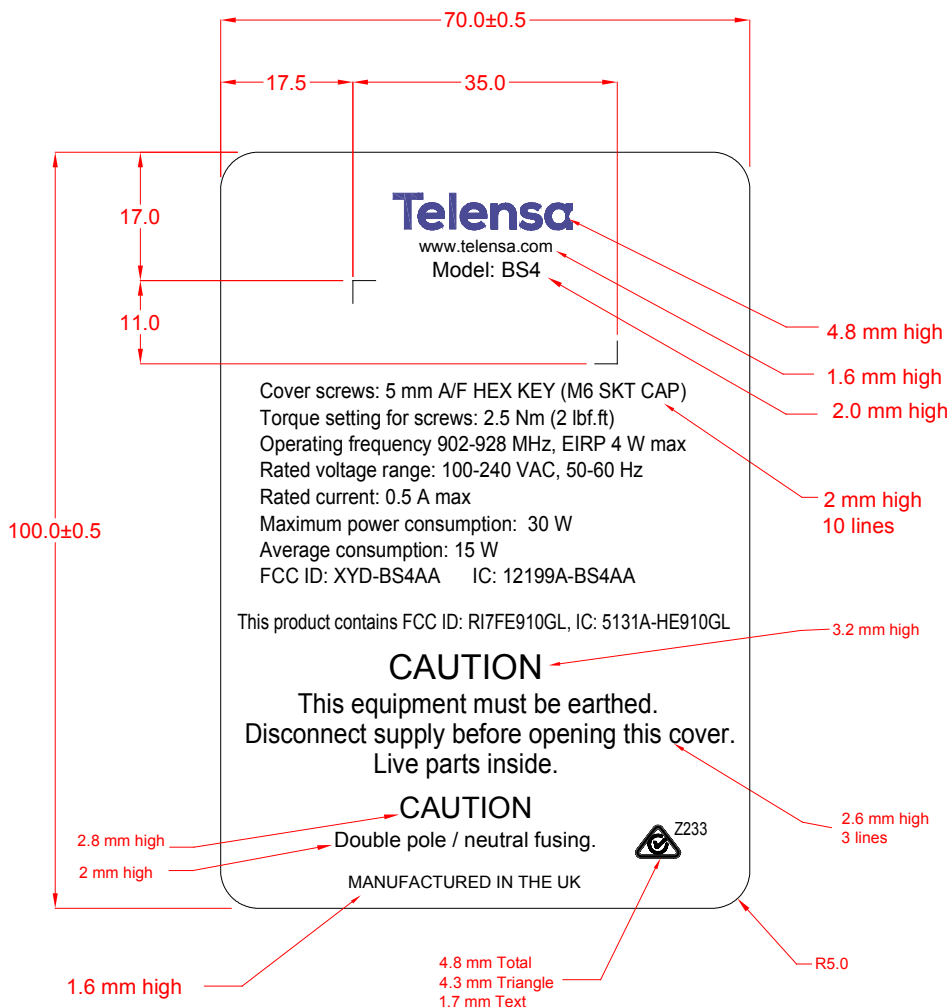 70.0±0.5
17.5
35.0
17.0
11.0
100.0±0.5
Telensa
www.telensa.com
Model: BS4
4.8 mm high
1.6 mm high
2.0 mm high
Cover screws: 5 mm A/F HEX KEY (M6 SKT CAP)
Torque setting for screws: 2.5 Nm (2 lbf.ft)
Operating frequency 902-928 MHz, EIRP 4 W max
Rated voltage range: 100-240 VAC, 50-60 Hz
Rated current: 0.5 A max
Maximum power consumption: 30 W
Average consumption: 15 W
FCC ID: XYD-BS4AA IC: 12199A-BS4AA
2 mm high
10 lines
This product contains FCC ID: RI7FE910GL, IC: 5131A-HE910GL
3.2 mm high
CAUTION
This equipment must be earthed.
Disconnect supply before opening this cover.
Live parts inside.
2.6 mm high
3 lines
CAUTION
2.8 mm high
Double pole / neutral fusing.
2 mm high
Z233
MANUFACTURED IN THE UK
1.6 mm high
4.8 mm Total
4.3 mm Triangle
1.7 mm Text
R5.0